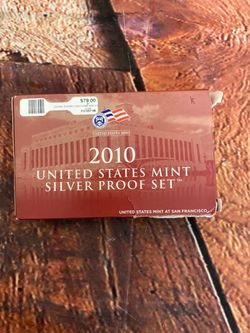 $79.00
UNITED STATES MINT
2010
UNITED STATES MINT
SILVER PROOF SET™
UNITED STATES MINT AT SAN FRANCISCO